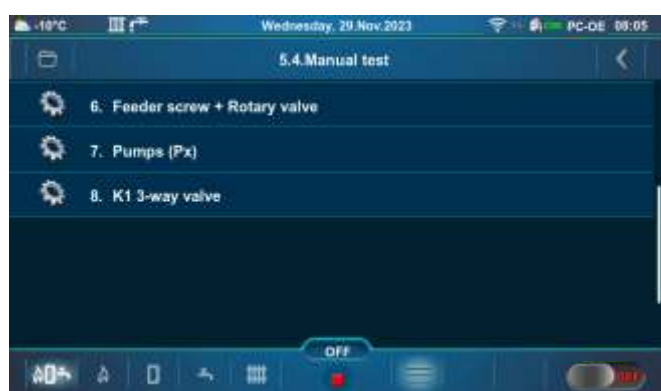 -10°C Wednesday, 29.Nov.2023 PC-OE 08:05
5.4.Manual test
6. Feeder screw + Rotary valve
7. Pumps (Px)
8. K1 3-way valve
OFF
OFF